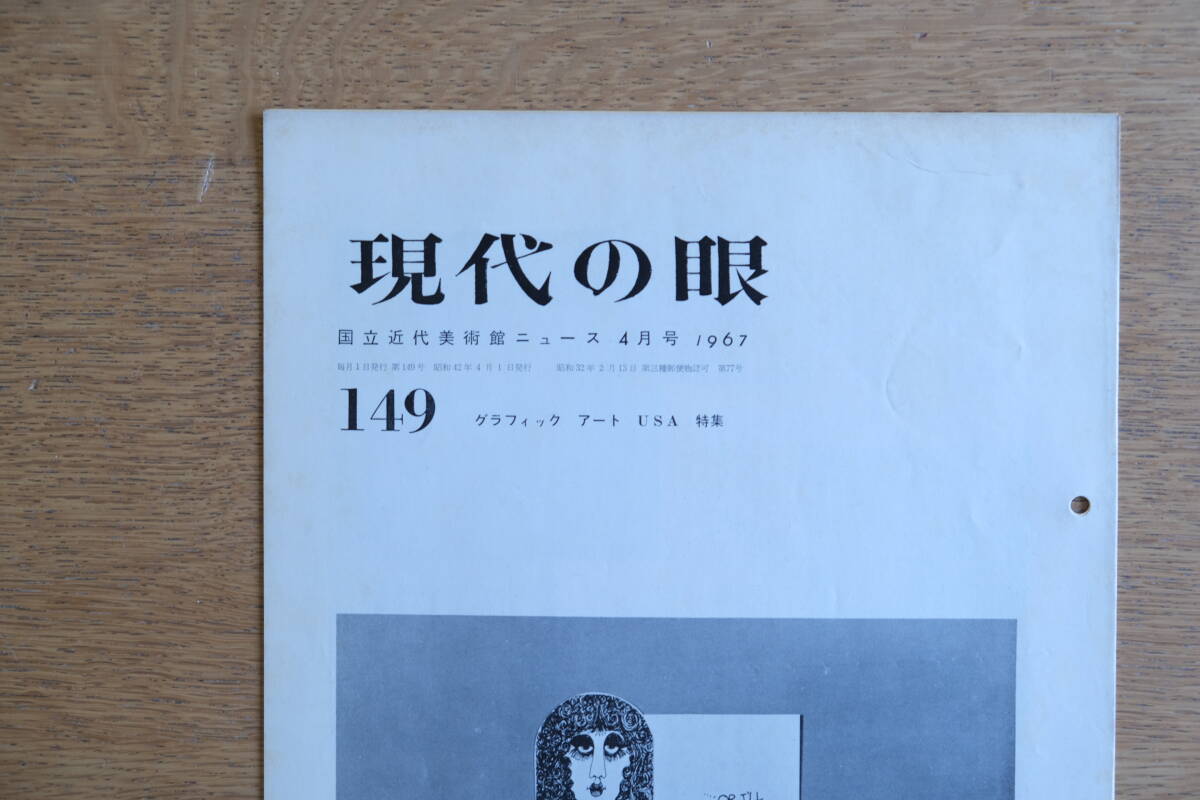 現代の眼
国立近代美術館ニュース 4月号 1967
毎月1日発行 第149号 昭和42年4月1日発行 昭和32年2月15日 第三種郵便物認可 第77号
149 グラフィック アート USA 特集
OR I'LL